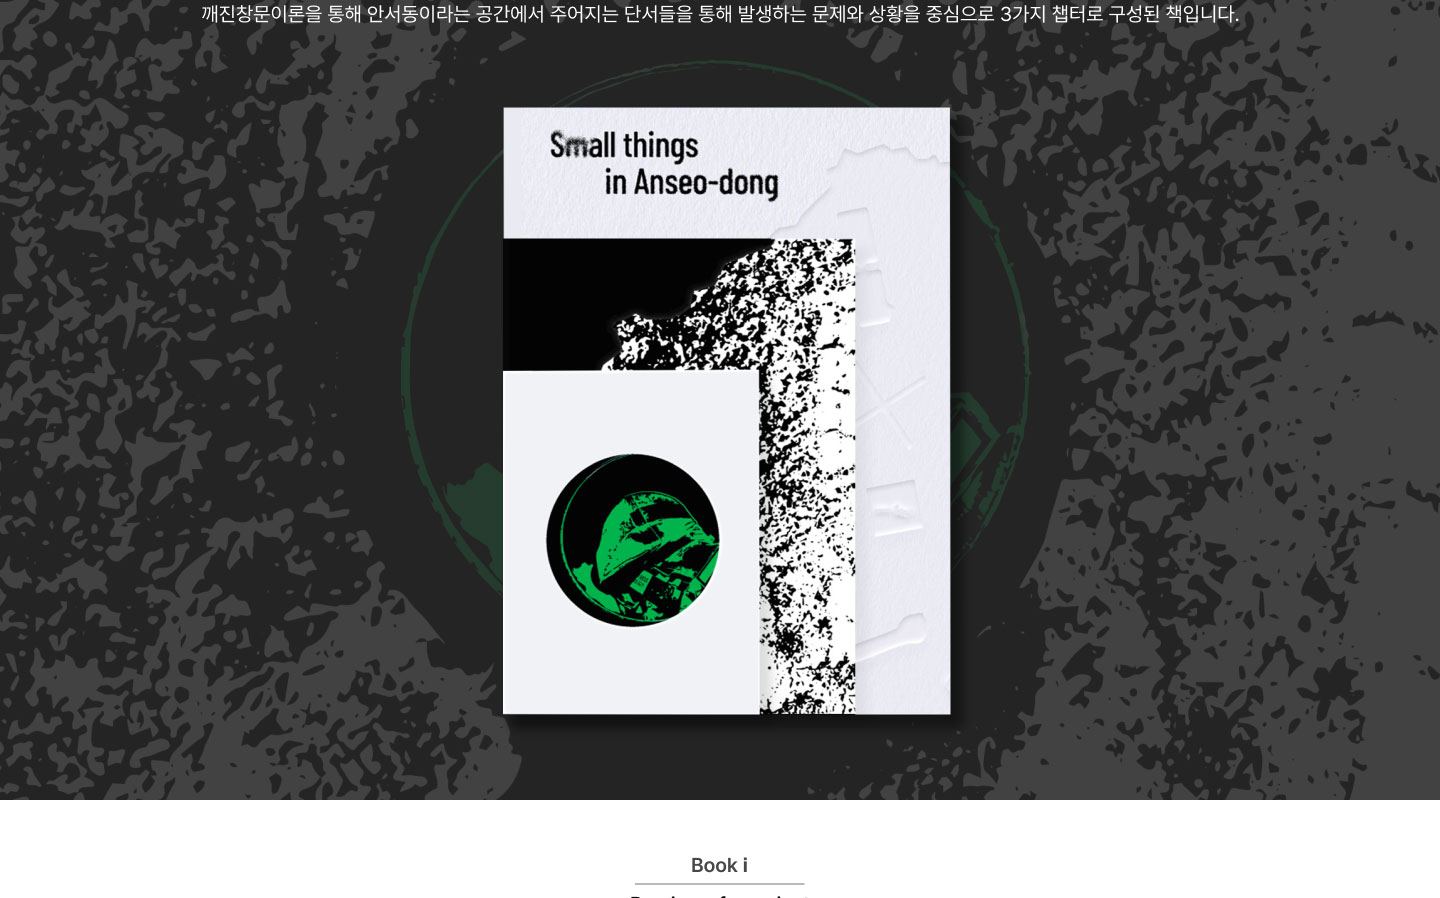 깨진창문이론을 통해 안서동이라는 공간에서 주어지는 단서들을 통해 발생하는 문제와 상황을 중심으로 3가지 챕터로 구성된 책입니다.
Small things
in Anseo-dong
Book i